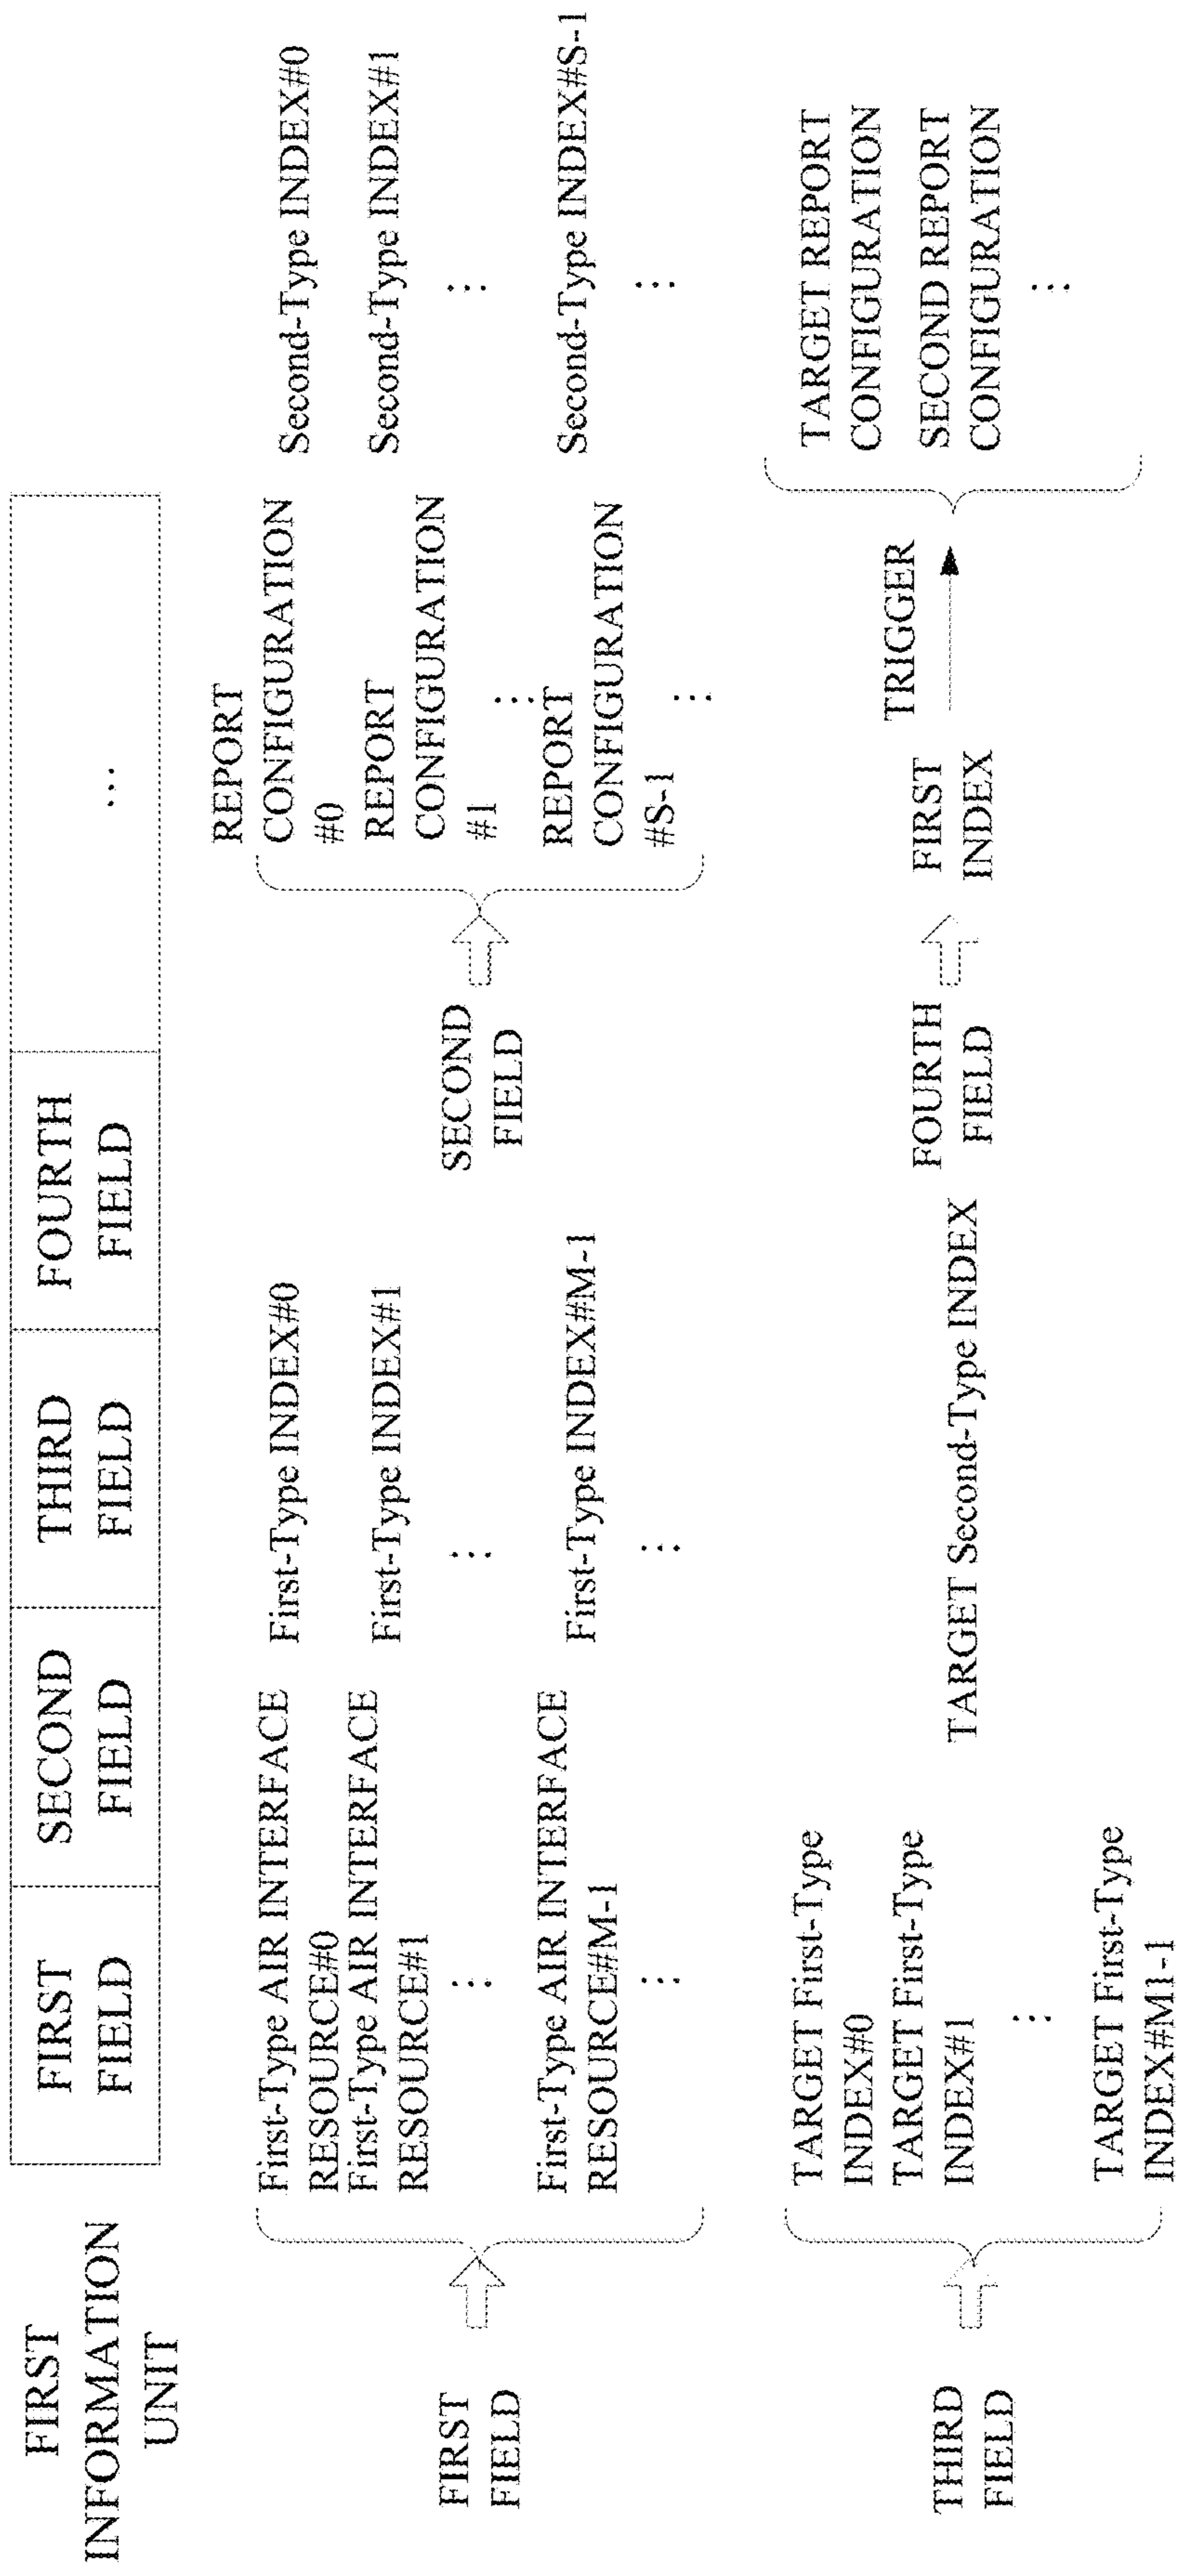 FIRST
INFORMATION
UNIT
FIRST
FIELD
SECOND
FIELD
THIRD
FIELD
FOURTH
FIELD
...
FIRST
FIELD
First-Type AIR INTERFACE
RESOURCE#0
First-Type AIR INTERFACE
RESOURCE#1
...
First-Type AIR INTERFACE
RESOURCE#M-1
...
First-Type INDEX#0
First-Type INDEX#1
...
First-Type INDEX#M-1
...
SECOND
FIELD
REPORT
CONFIGURATION
#0
REPORT
CONFIGURATION
#1
...
REPORT
CONFIGURATION
#S-1
...
Second-Type INDEX#0
Second-Type INDEX#1
...
Second-Type INDEX#S-1
...
THIRD
FIELD
TARGET First-Type
INDEX#0
TARGET First-Type
INDEX#1
...
TARGET First-Type
INDEX#M1-1
TARGET Second-Type INDEX
FOURTH
FIELD
FIRST
INDEX
TRIGGER
TARGET REPORT
CONFIGURATION
SECOND REPORT
CONFIGURATION
...